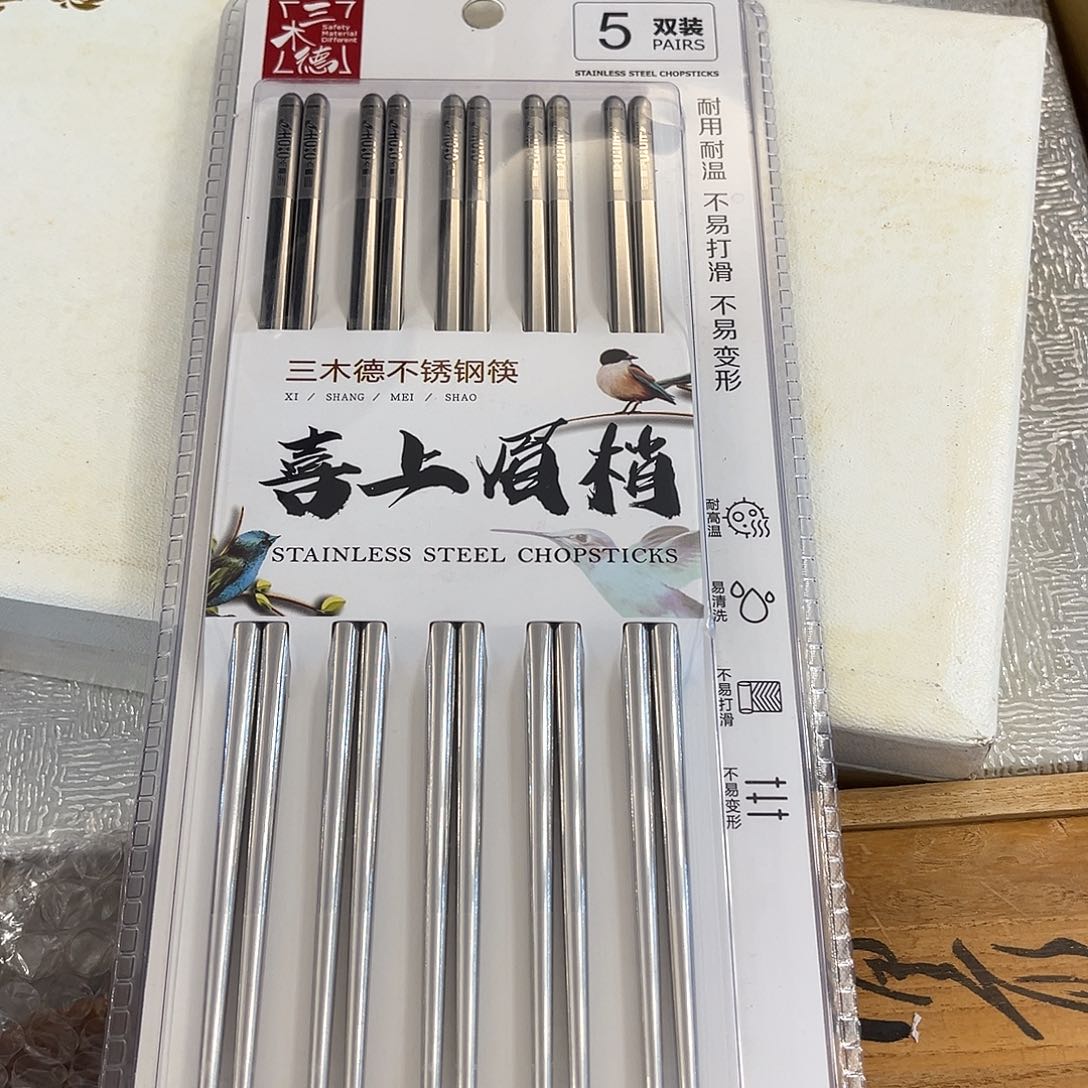 三木德
Safety
Material
Different
5 双装
PAIRS
STAINLESS STEEL CHOPSTICKS
耐用耐温 不易打滑 不易变形
三木德不锈钢筷
XI / SHANG / MEI / SHAO
喜上眉梢
STAINLESS STEEL CHOPSTICKS
耐高温
易清洗
不易打滑
不易变形